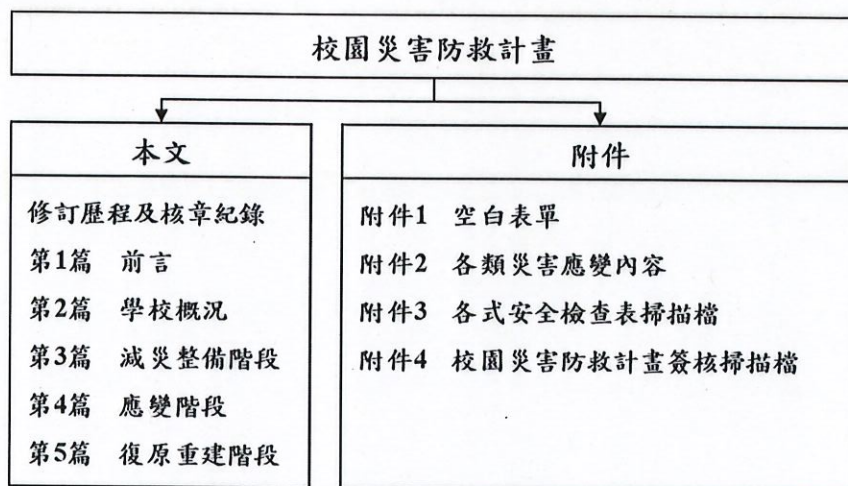 校園災害防救計畫
本文
修訂歷程及核章紀錄
第1篇 前言
第2篇 學校概況
第3篇 減災整備階段
第4篇 應變階段
第5篇 復原重建階段
附件
附件1 空白表單
附件2 各類災害應變內容
附件3 各式安全檢查表掃描檔
附件4 校園災害防救計畫簽核掃描檔